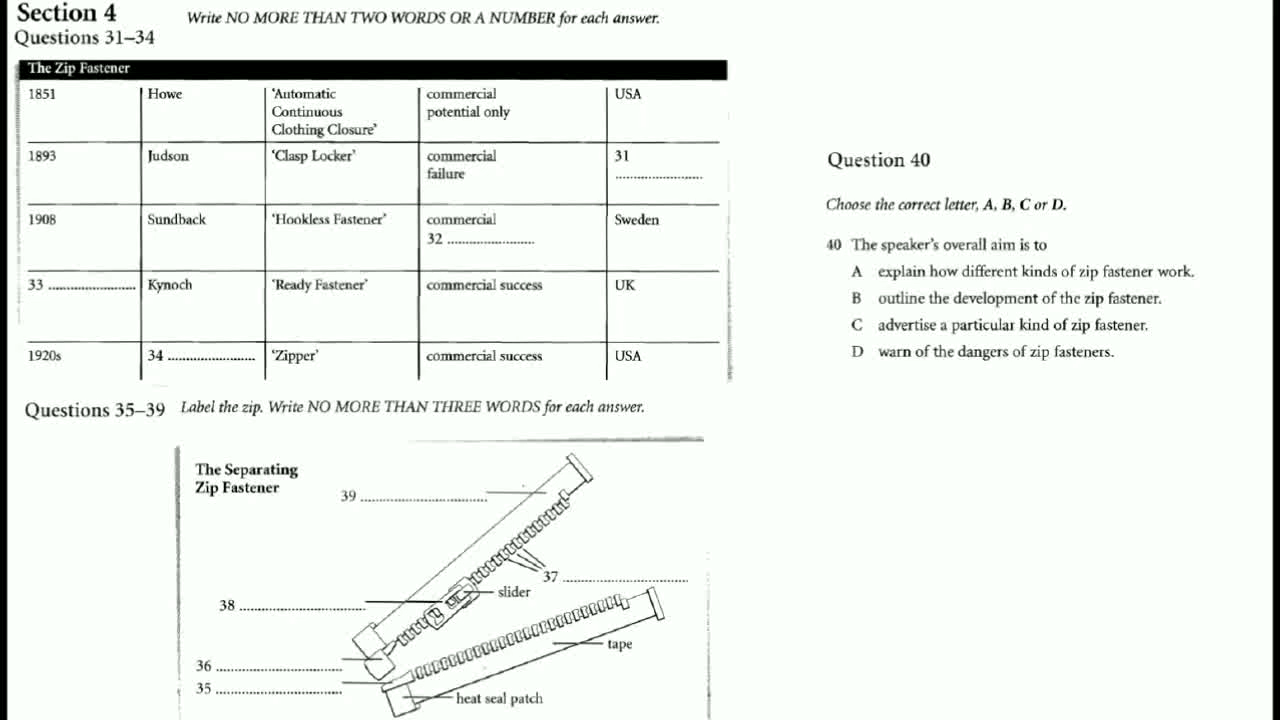 Section 4
Write NO MORE THAN TWO WORDS OR A NUMBER for each answer.
Questions 31–34
The Zip Fastener
1851 Howe 'Automatic Continuous Clothing Closure' commercial potential only USA
1893 Judson 'Clasp Locker' commercial failure 31 ........................
1908 Sundback 'Hookless Fastener' commercial 32 ........................ Sweden
33 ........................ Kynoch 'Ready Fastener' commercial success UK
1920s 34 ........................ 'Zipper' commercial success USA
Questions 35–39 Label the zip. Write NO MORE THAN THREE WORDS for each answer.
The Separating
Zip Fastener
39 ........................
37 ........................
slider
38 ........................
tape
36 ........................
35 ........................
heat seal patch
Question 40
Choose the correct letter, A, B, C or D.
40 The speaker's overall aim is to
A explain how different kinds of zip fastener work.
B outline the development of the zip fastener.
C advertise a particular kind of zip fastener.
D warn of the dangers of zip fasteners.